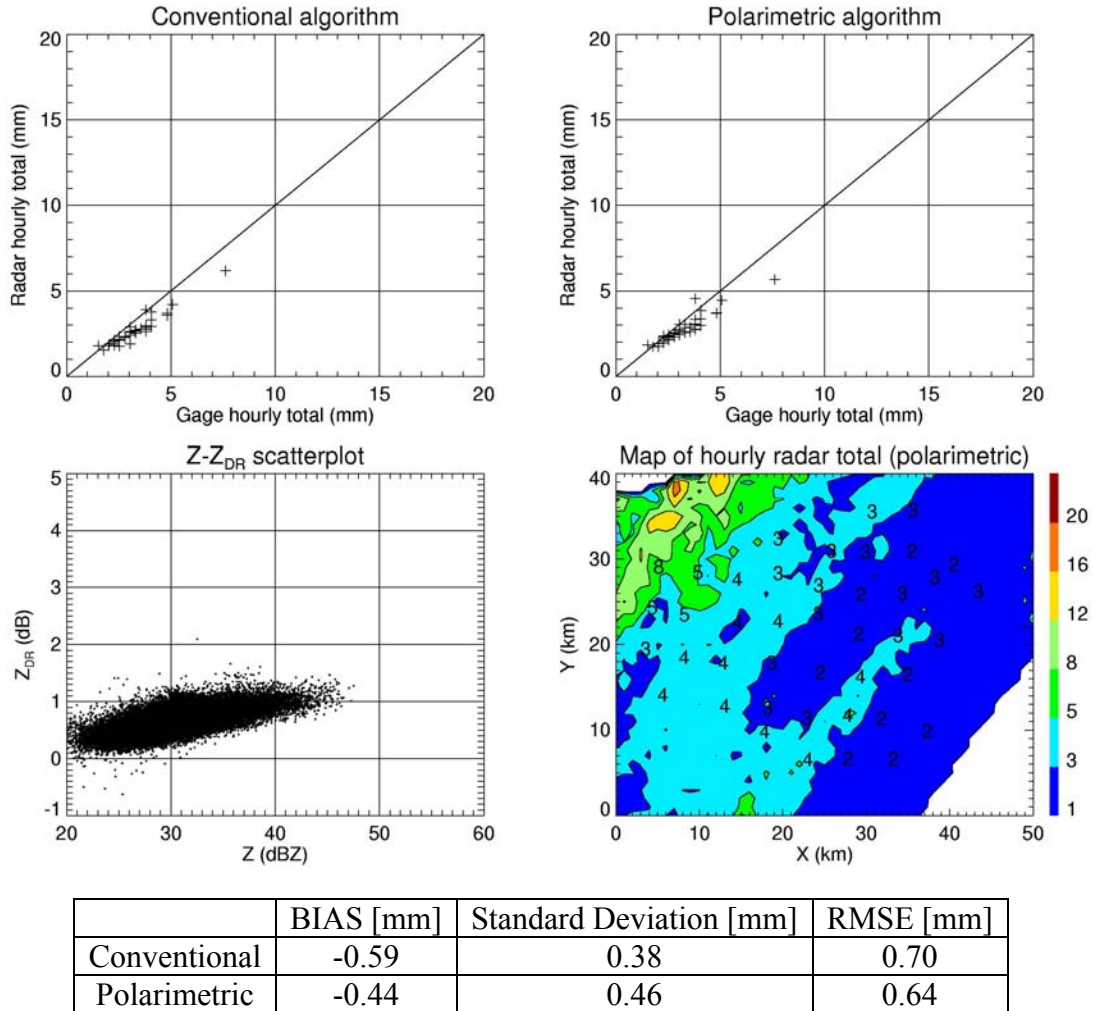 Conventional algorithm
Radar hourly total (mm)
20
15
10
5
0
0 5 10 15 20
Gage hourly total (mm)
Polarimetric algorithm
Radar hourly total (mm)
20
15
10
5
0
0 5 10 15 20
Gage hourly total (mm)
Z-ZDR scatterplot
ZDR (dB)
5
4
3
2
1
0
-1
20 30 40 50 60
Z (dBZ)
Map of hourly radar total (polarimetric)
Y (km)
40
30
20
10
0
0 10 20 30 40 50
X (km)
20
16
12
8
5
3
1
BIAS [mm] Standard Deviation [mm] RMSE [mm]
Conventional -0.59 0.38 0.70
Polarimetric -0.44 0.46 0.64